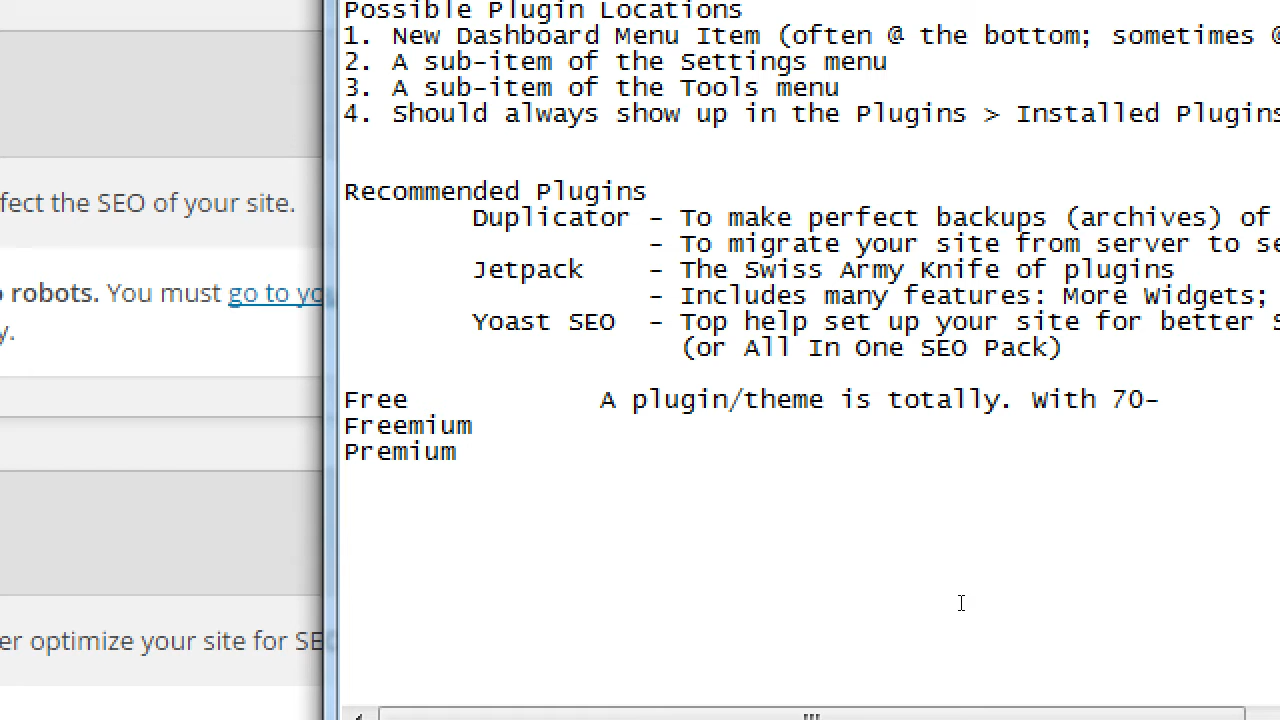 Possible Plugin Locations
1. New Dashboard Menu Item (often @ the bottom; sometimes @
2. A sub-item of the Settings menu
3. A sub-item of the Tools menu
4. Should always show up in the Plugins > Installed Plugins
Recommended Plugins
Duplicator - To make perfect backups (archives) of
- To migrate your site from server to se
Jetpack - The Swiss Army Knife of plugins
- Includes many features: More Widgets;
Yoast SEO - Top help set up your site for better S
(or All In One SEO Pack)
Free A plugin/theme is totally. With 70-
Freemium
Premium
fect the SEO of your site.
robots. You must go to yo
y.
er optimize your site for SEO